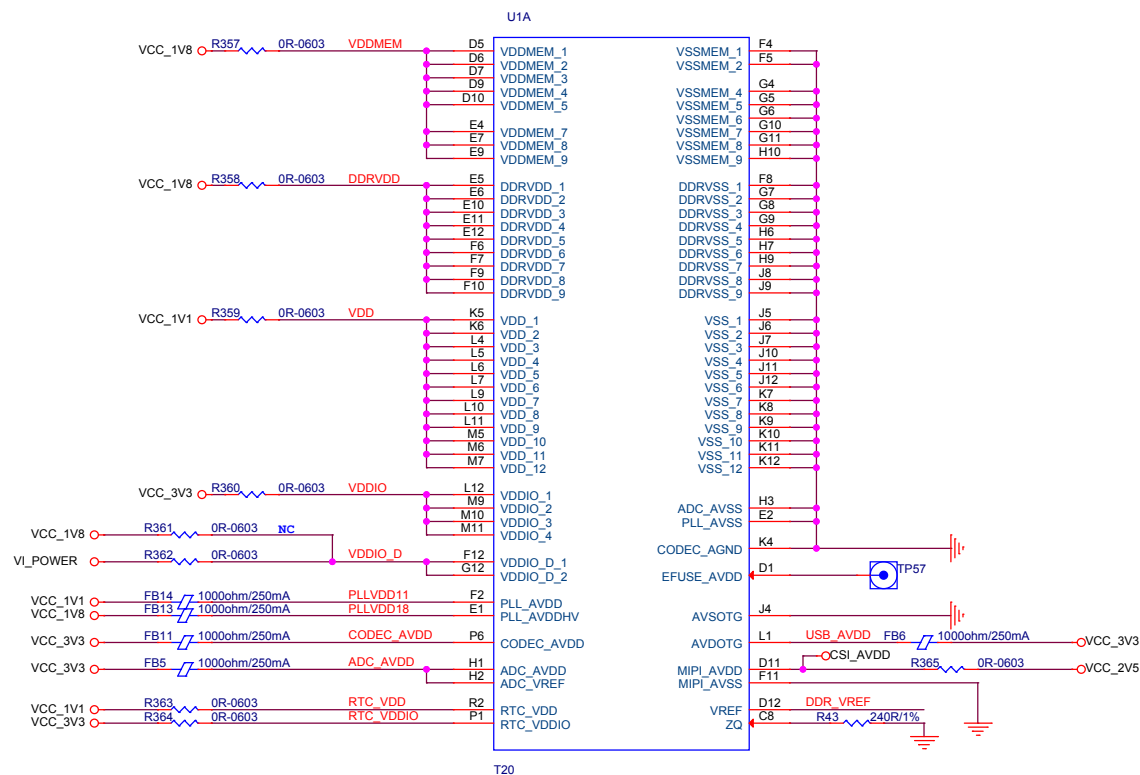 U1A
VCC_1V8 R357 0R-0603 VDDMEM D5 VDDMEM_1 VSSMEM_1 F4
D6 VDDMEM_2 VSSMEM_2 F5
D7 VDDMEM_3
D9 VDDMEM_4 VSSMEM_4 G4
D10 VDDMEM_5 VSSMEM_5 G5
VSSMEM_6 G6
E4 VDDMEM_7 VSSMEM_7 G10
E7 VDDMEM_8 VSSMEM_8 G11
E9 VDDMEM_9 VSSMEM_9 H10
VCC_1V8 R358 0R-0603 DDRVDD E5 DDRVDD_1 DDRVSS_1 F8
E6 DDRVDD_2 DDRVSS_2 G7
E10 DDRVDD_3 DDRVSS_3 G8
E11 DDRVDD_4 DDRVSS_4 G9
E12 DDRVDD_5 DDRVSS_5 H6
F6 DDRVDD_6 DDRVSS_6 H7
F7 DDRVDD_7 DDRVSS_7 H9
F9 DDRVDD_8 DDRVSS_8 J8
F10 DDRVDD_9 DDRVSS_9 J9
VCC_1V1 R359 0R-0603 VDD K5 VDD_1 VSS_1 J5
K6 VDD_2 VSS_2 J6
L4 VDD_3 VSS_3 J7
L5 VDD_4 VSS_4 J10
L6 VDD_5 VSS_5 J11
L7 VDD_6 VSS_6 J12
L9 VDD_7 VSS_7 K7
L10 VDD_8 VSS_8 K8
L11 VDD_9 VSS_9 K9
M5 VDD_10 VSS_10 K10
M6 VDD_11 VSS_11 K11
M7 VDD_12 VSS_12 K12
VCC_3V3 R360 0R-0603 VDDIO L12 VDDIO_1
M9 VDDIO_2 ADC_AVSS H3
M10 VDDIO_3 PLL_AVSS E2
M11 VDDIO_4
VCC_1V8 R361 0R-0603 NC
CODEC_AGND K4
VI_POWER R362 0R-0603 VDDIO_D F12 VDDIO_D_1
G12 VDDIO_D_2 EFUSE_AVDD D1 TP57
VCC_1V1 FB14 1000ohm/250mA PLLVDD11 F2 PLL_AVDD
VCC_1V8 FB13 1000ohm/250mA PLLVDD18 E1 PLL_AVDDHV AVSOTG J4
VCC_3V3 FB11 1000ohm/250mA CODEC_AVDD P6 CODEC_AVDD AVDOTG L1 USB_AVDD FB6 1000ohm/250mA VCC_3V3
CSI_AVDD
VCC_3V3 FB5 1000ohm/250mA ADC_AVDD H1 ADC_AVDD MIPI_AVDD D11 R365 0R-0603 VCC_2V5
H2 ADC_VREF MIPI_AVSS F11
VCC_1V1 R363 0R-0603 RTC_VDD R2 RTC_VDD VREF D12 DDR_VREF
VCC_3V3 R364 0R-0603 RTC_VDDIO P1 RTC_VDDIO ZQ C8 R43 240R/1%
T20